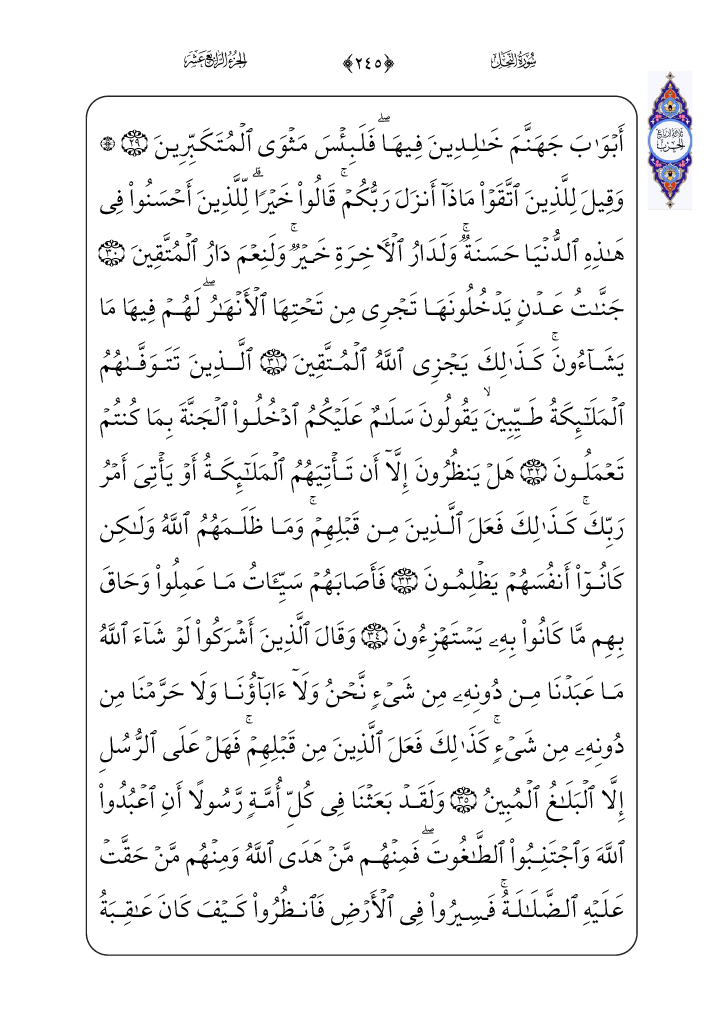 سُورَةُ النَّحۡلِ ﴿٢٤٥﴾ الجُزْءُ الرَّابِعَ عَشَرَ
ثَلَاثَةُ أَرْبَاعِ الحِزْبِ
أَبۡوَٰبَ جَهَنَّمَ خَٰلِدِينَ فِيهَاۖ فَلَبِئۡسَ مَثۡوَى ٱلۡمُتَكَبِّرِينَ ٢٩ ۞
وَقِيلَ لِلَّذِينَ ٱتَّقَوۡاْ مَاذَآ أَنزَلَ رَبُّكُمۡۚ قَالُواْ خَيۡرٗاۗ لِّلَّذِينَ أَحۡسَنُواْ فِي
هَٰذِهِ ٱلدُّنۡيَا حَسَنَةٞۚ وَلَدَارُ ٱلۡأٓخِرَةِ خَيۡرٞۚ وَلَنِعۡمَ دَارُ ٱلۡمُتَّقِينَ ٣٠
جَنَّٰتُ عَدۡنٖ يَدۡخُلُونَهَا تَجۡرِي مِن تَحۡتِهَا ٱلۡأَنۡهَٰرُۖ لَهُمۡ فِيهَا مَا
يَشَآءُونَۚ كَذَٰلِكَ يَجۡزِي ٱللَّهُ ٱلۡمُتَّقِينَ ٣١ ٱلَّذِينَ تَتَوَفَّىٰهُمُ
ٱلۡمَلَٰٓئِكَةُ طَيِّبِينَۙ يَقُولُونَ سَلَٰمٌ عَلَيۡكُمُ ٱدۡخُلُواْ ٱلۡجَنَّةَ بِمَا كُنتُمۡ
تَعۡمَلُونَ ٣٢ هَلۡ يَنظُرُونَ إِلَّآ أَن تَأۡتِيَهُمُ ٱلۡمَلَٰٓئِكَةُ أَوۡ يَأۡتِيَ أَمۡرُ
رَبِّكَۚ كَذَٰلِكَ فَعَلَ ٱلَّذِينَ مِن قَبۡلِهِمۡۚ وَمَا ظَلَمَهُمُ ٱللَّهُ وَلَٰكِن
كَانُوٓاْ أَنفُسَهُمۡ يَظۡلِمُونَ ٣٣ فَأَصَابَهُمۡ سَيِّـَٔاتُ مَا عَمِلُواْ وَحَاقَ
بِهِم مَّا كَانُواْ بِهِۦ يَسۡتَهۡزِءُونَ ٣٤ وَقَالَ ٱلَّذِينَ أَشۡرَكُواْ لَوۡ شَآءَ ٱللَّهُ
مَا عَبَدۡنَا مِن دُونِهِۦ مِن شَيۡءٖ نَّحۡنُ وَلَآ ءَابَآؤُنَا وَلَا حَرَّمۡنَا مِن
دُونِهِۦ مِن شَيۡءٖۚ كَذَٰلِكَ فَعَلَ ٱلَّذِينَ مِن قَبۡلِهِمۡۚ فَهَلۡ عَلَى ٱلرُّسُلِ
إِلَّا ٱلۡبَلَٰغُ ٱلۡمُبِينُ ٣٥ وَلَقَدۡ بَعَثۡنَا فِي كُلِّ أُمَّةٖ رَّسُولًا أَنِ ٱعۡبُدُواْ
ٱللَّهَ وَٱجۡتَنِبُواْ ٱلطَّٰغُوتَۖ فَمِنۡهُم مَّنۡ هَدَى ٱللَّهُ وَمِنۡهُم مَّنۡ حَقَّتۡ
عَلَيۡهِ ٱلضَّلَٰلَةُۚ فَسِيرُواْ فِي ٱلۡأَرۡضِ فَٱنظُرُواْ كَيۡفَ كَانَ عَٰقِبَةُ